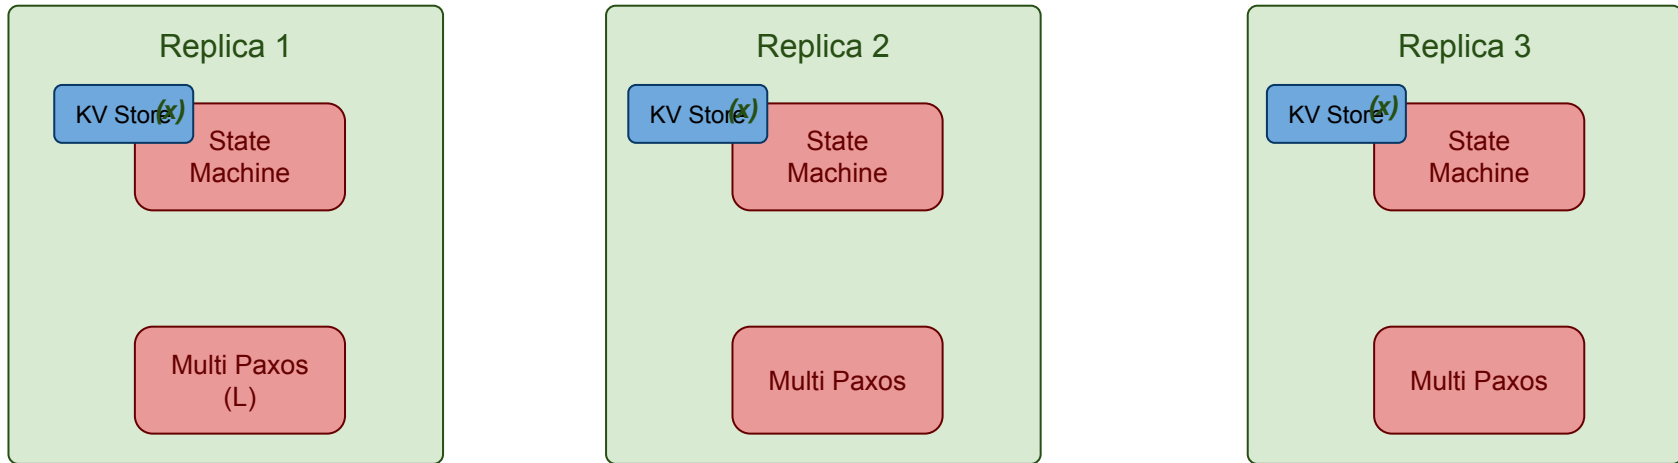 Replica 1
KV Store
(x)
State
Machine
Multi Paxos
(L)
Replica 2
KV Store
(x)
State
Machine
Multi Paxos
Replica 3
KV Store
(x)
State
Machine
Multi Paxos